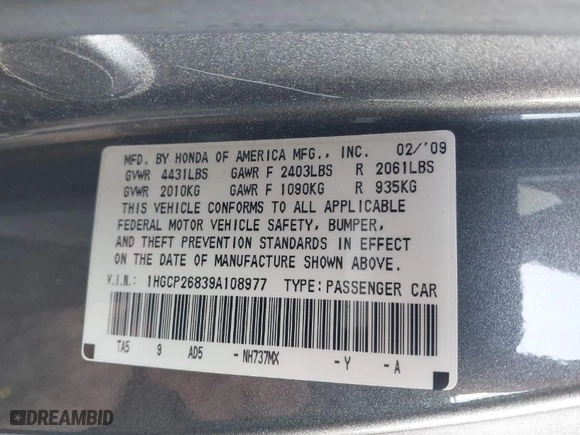 MFD. BY HONDA OF AMERICA MFG., INC. 02/'09
GVWR 4431LBS GAWR F 2403LBS R 2061LBS
GVWR 2010KG GAWR F 1090KG R 935KG
THIS VEHICLE CONFORMS TO ALL APPLICABLE
FEDERAL MOTOR VEHICLE SAFETY, BUMPER,
AND THEFT PREVENTION STANDARDS IN EFFECT
ON THE DATE OF MANUFACTURE SHOWN ABOVE.
V.I.N.: 1HGCP26839A108977 TYPE: PASSENGER CAR
TA5 9 AD5 -NH737MX -Y -A
DREAMBID